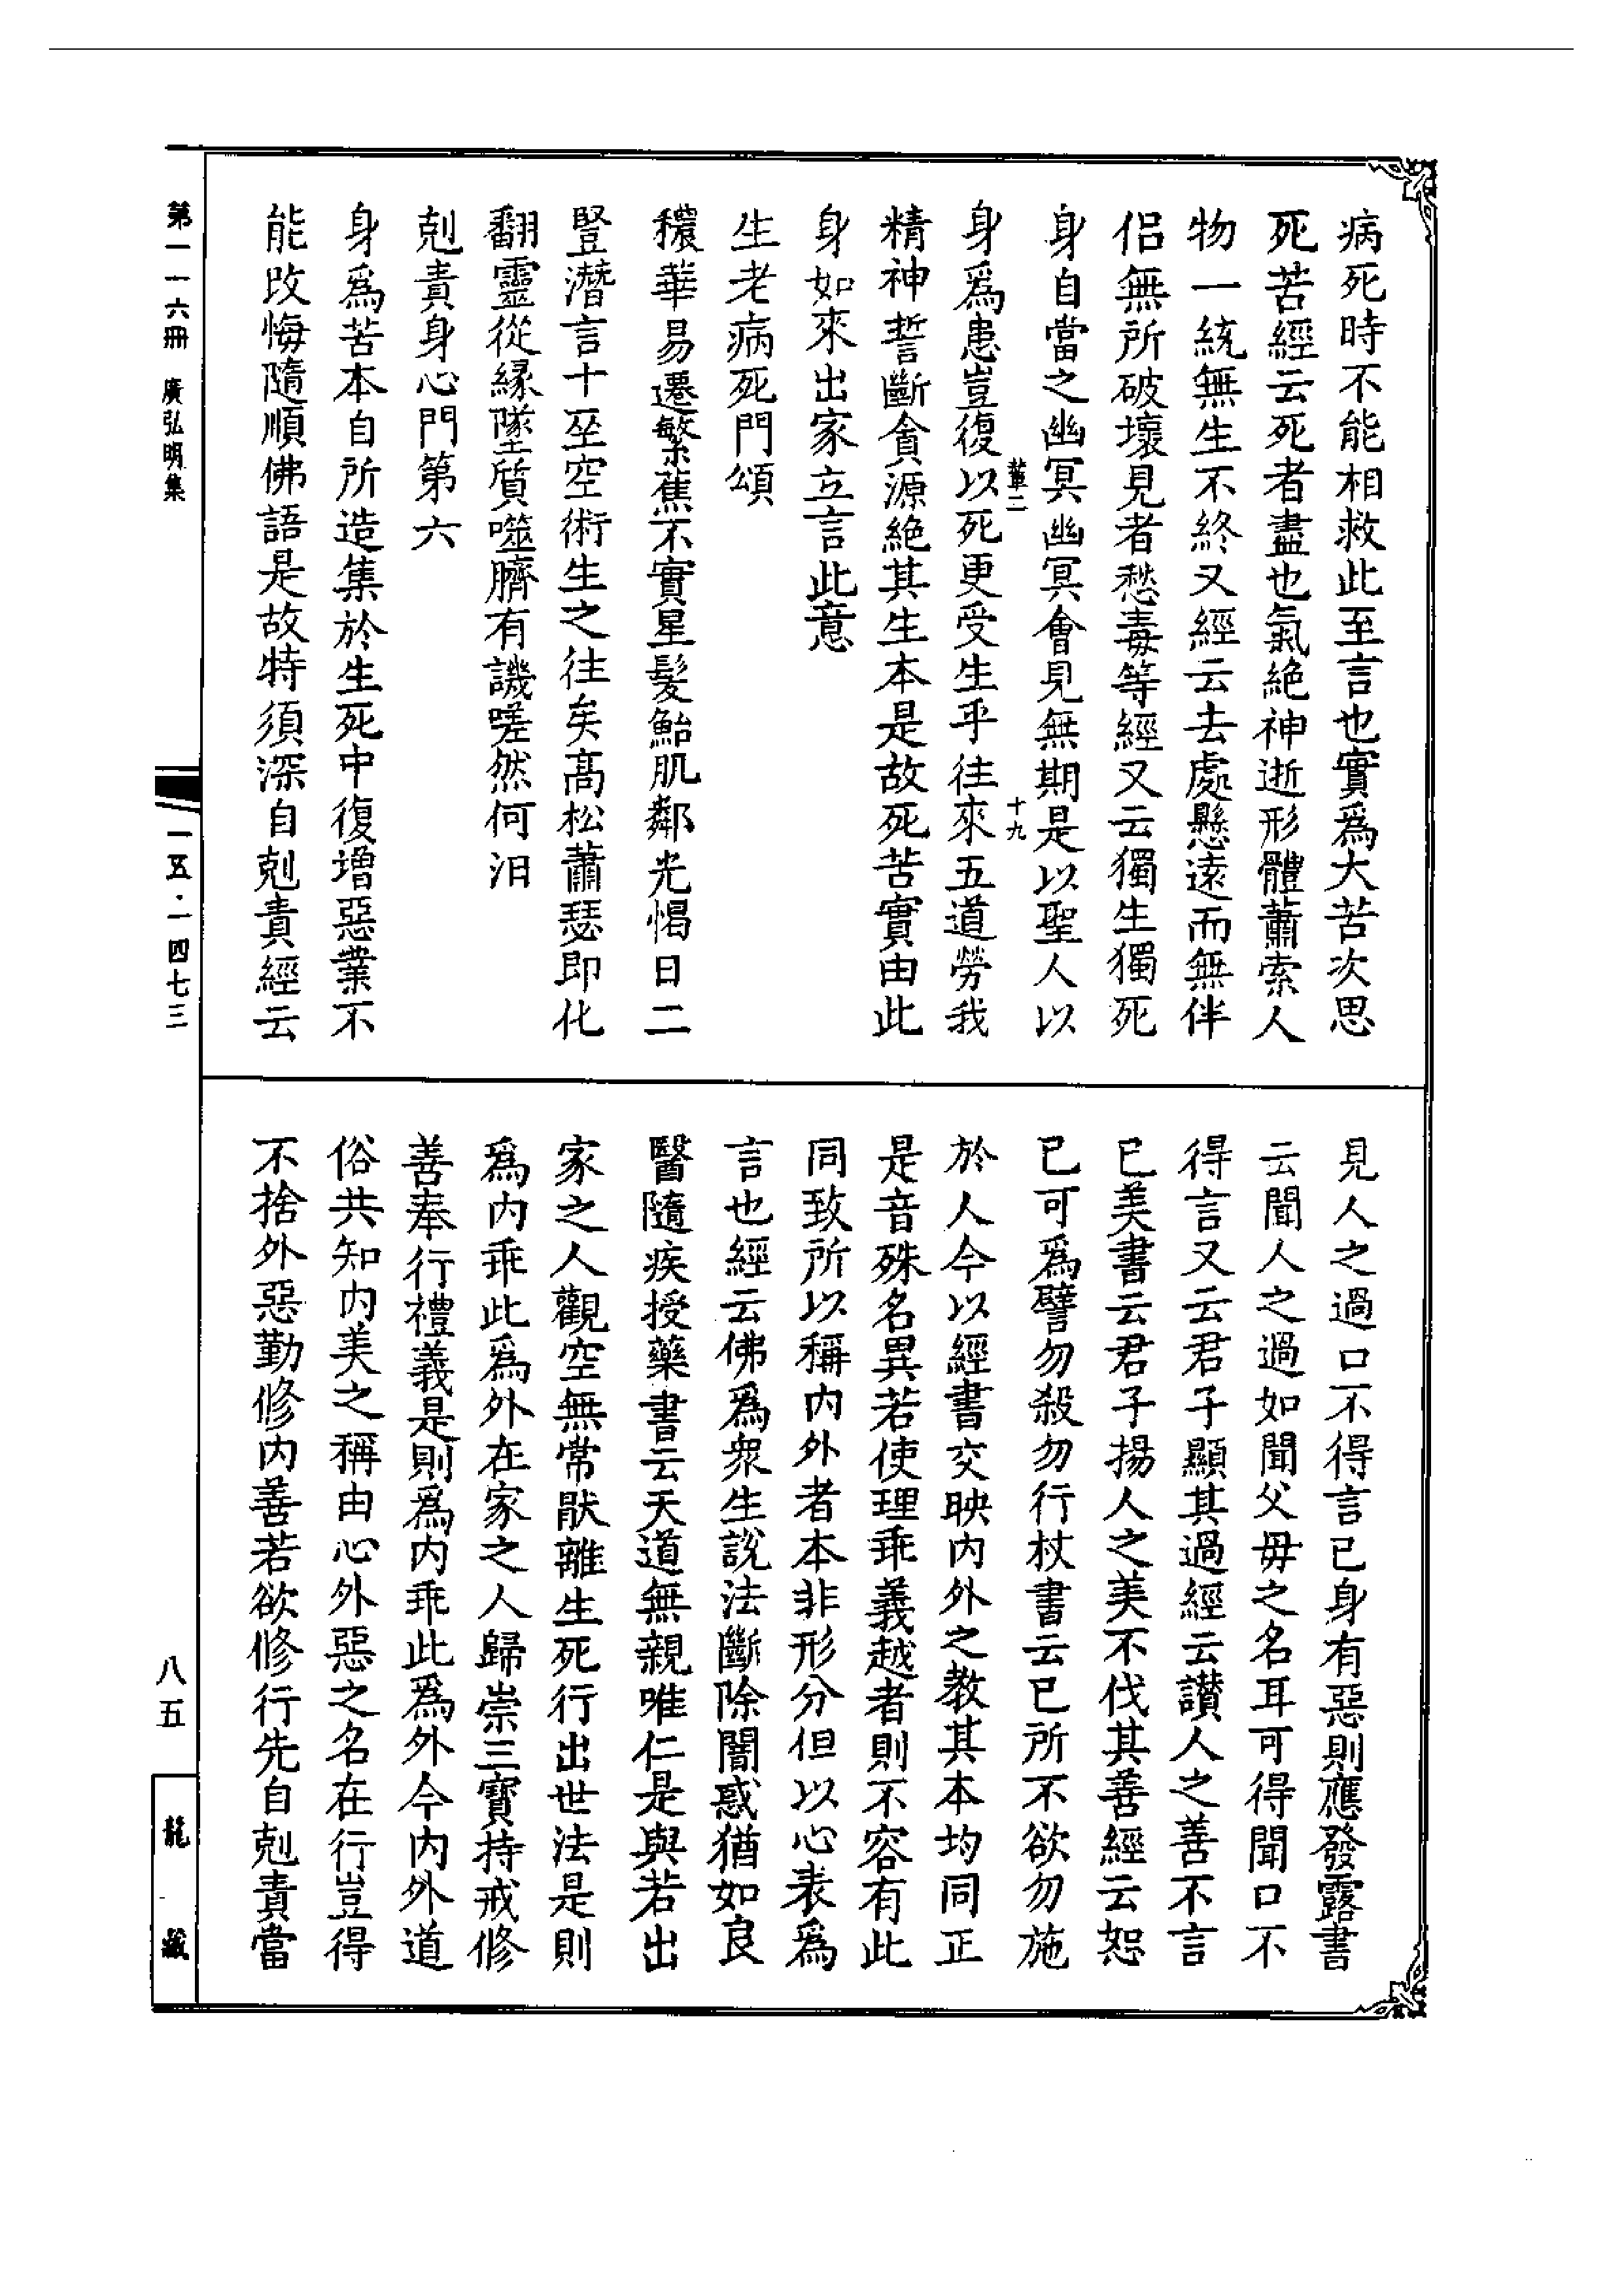 病死時不能相救此至言也實爲大苦次思
死苦經云死者盡也氣絶神逝形體蕭索人
物一統無生不終又經云去處懸遠而無伴
侣無所破壞見者愁毒等經又云獨生獨死
身自當之幽冥幽冥會見無期是以聖人以
輦二 十九
身爲患豈復以死更受生乎往來五道勞我
精神誓斷貪源絶其生本是故死苦實由此
身如來出家立言此意
生老病死門頌
穠華易遷繁蕉不實星髮鮐肌鄰光惕日二
豎潛言十巫空術生之往矣高松蕭瑟即化
翻靈從緣墜質噬臍有譏嗟然何汨
剋責身心門第六
身爲苦本自所造集於生死中復增惡業不
能改悔隨順佛語是故特須深自剋責經云
見人之過口不得言已身有惡則應發露書
云聞人之過如聞父毋之名耳可得聞口不
得言又云君子顯其過經云讚人之善不言
已美書云君子揚人之美不伐其善經云恕
已可爲譬勿殺勿行杖書云已所不欲勿施
於人今以經書交映内外之教其本均同正
是音殊名異若使理乖義越者則不容有此
同致所以稱内外者本非形分但以心表爲
言也經云佛爲衆生說法斷除闇惑猶如良
醫隨疾授藥書云天道無親唯仁是與若出
家之人觀空無常猒離生死行出世法是則
爲内乖此爲外在家之人歸崇三寶持戒修
善奉行禮義是則爲内乖此爲外今内外道
俗共知内美之稱由心外惡之名在行豈得
不捨外惡勤修内善若欲修行先自剋責當
第一一六冊 廣弘明集
一五·一四七三
八五
龍藏